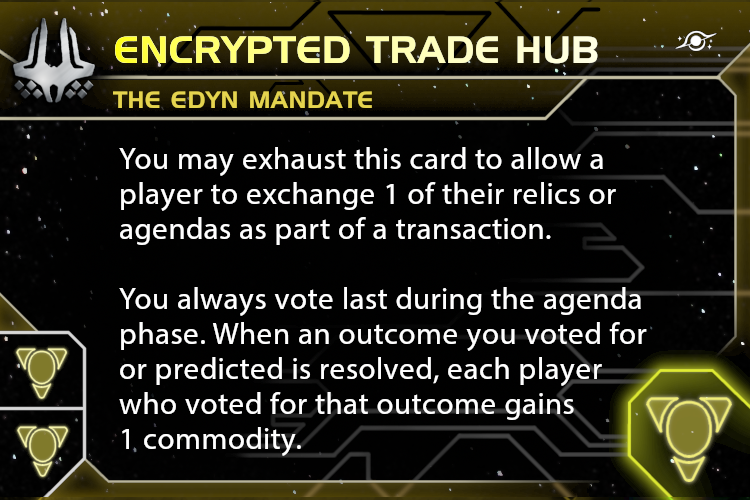 ENCRYPTED TRADE HUB
THE EDYN MANDATE
You may exhaust this card to allow a
player to exchange 1 of their relics or
agendas as part of a transaction.
You always vote last during the agenda
phase. When an outcome you voted for
or predicted is resolved, each player
who voted for that outcome gains
1 commodity.